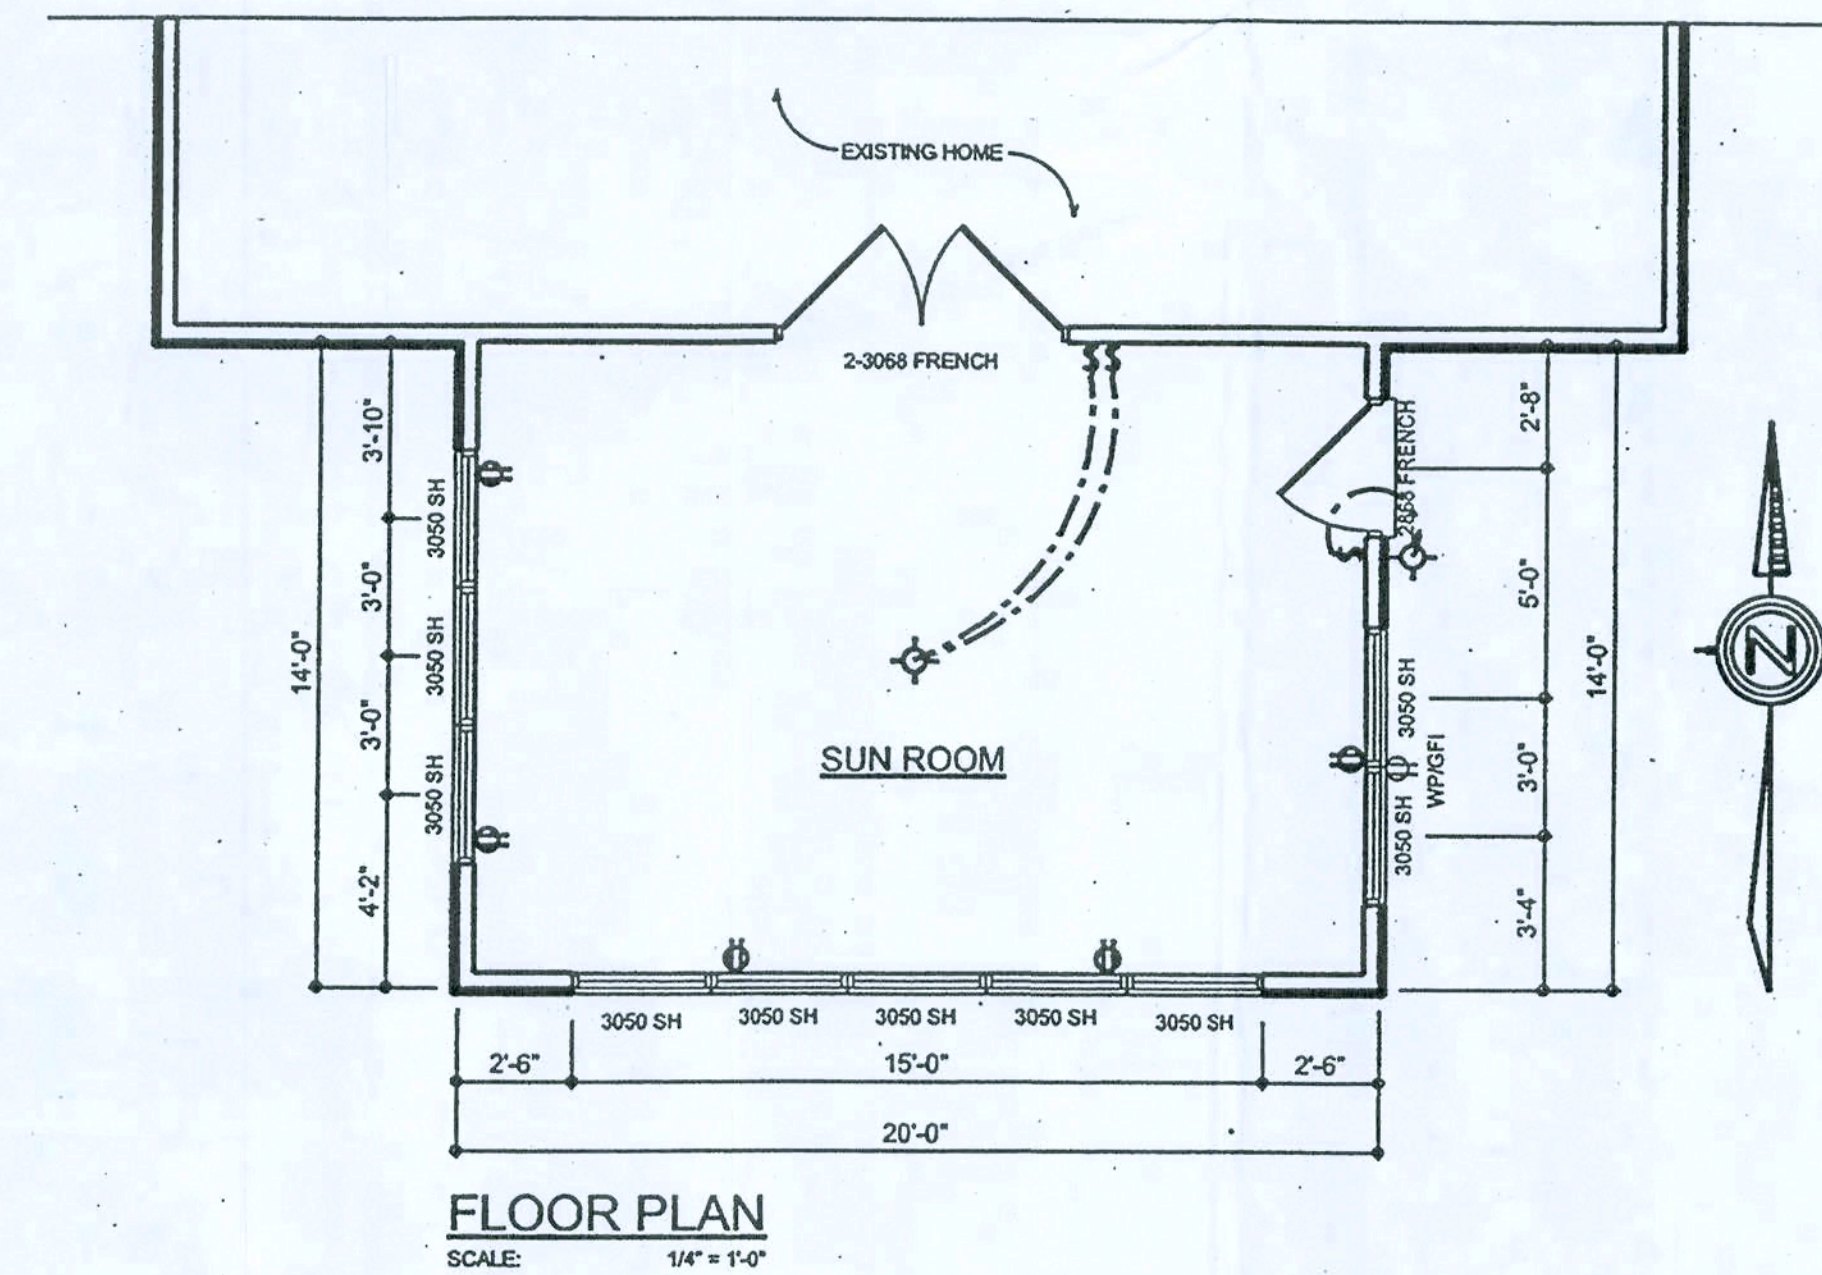 EXISTING HOME
2-3068 FRENCH
3'-10"
3050 SH
3'-0"
3050 SH
14'-0"
3'-0"
3050 SH
4'-2"
2868 FRENCH
2'-8"
5'-0"
3050 SH
14'-0"
WP/GFI
3'-0"
3050 SH
3'-4"
N
SUN ROOM
3050 SH 3050 SH 3050 SH 3050 SH 3050 SH
2'-6" 15'-0" 2'-6"
20'-0"
FLOOR PLAN
SCALE: 1/4" = 1'-0"